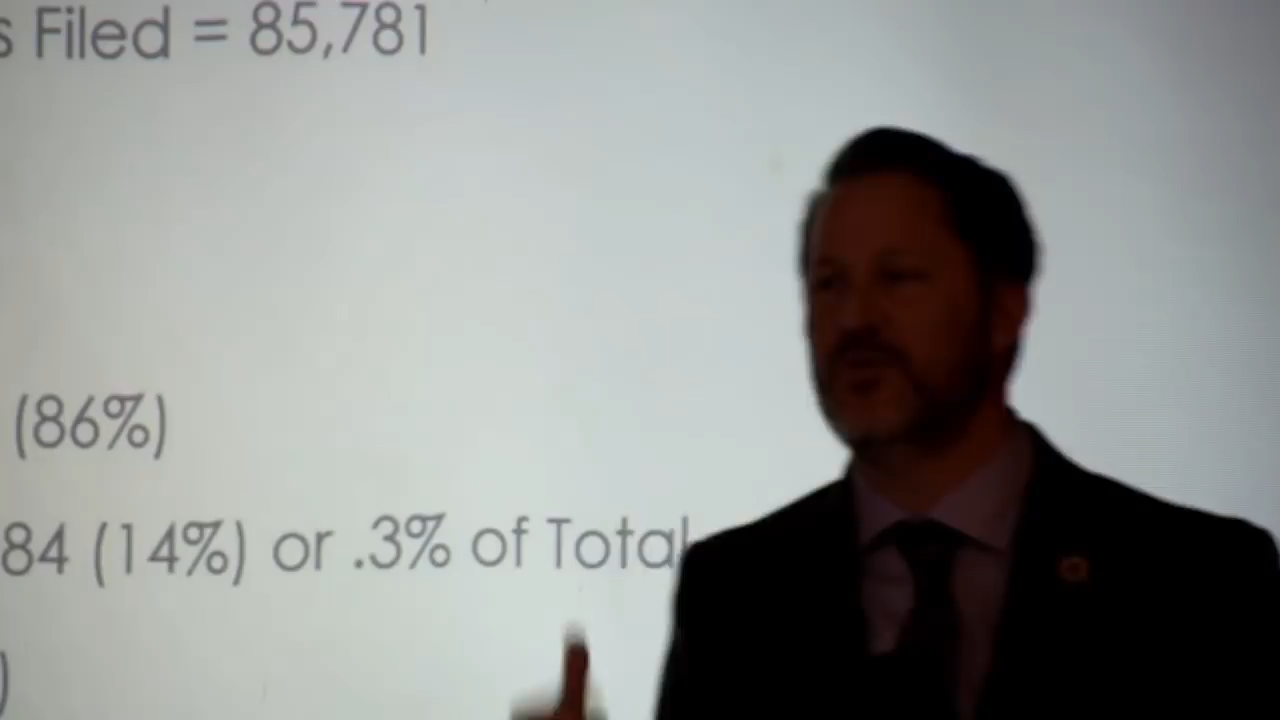 s Filed = 85,781
(86%)
84 (14%) or .3% of Total
)